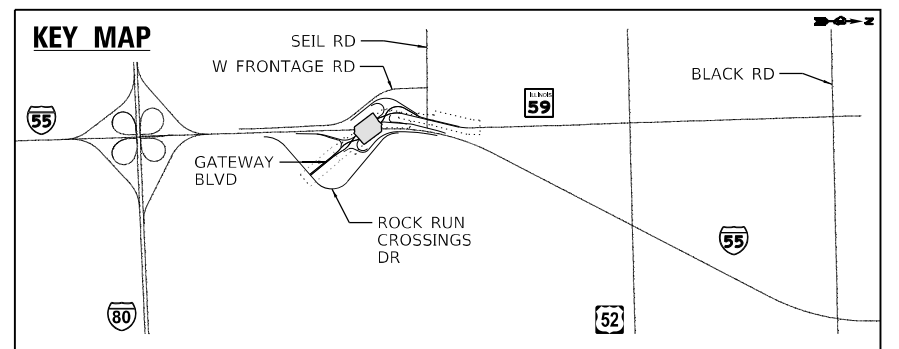 KEY MAP
Z
SEIL RD
W FRONTAGE RD
BLACK RD
ILLINOIS
59
55
GATEWAY
BLVD
ROCK RUN
CROSSINGS
DR
55
80
52